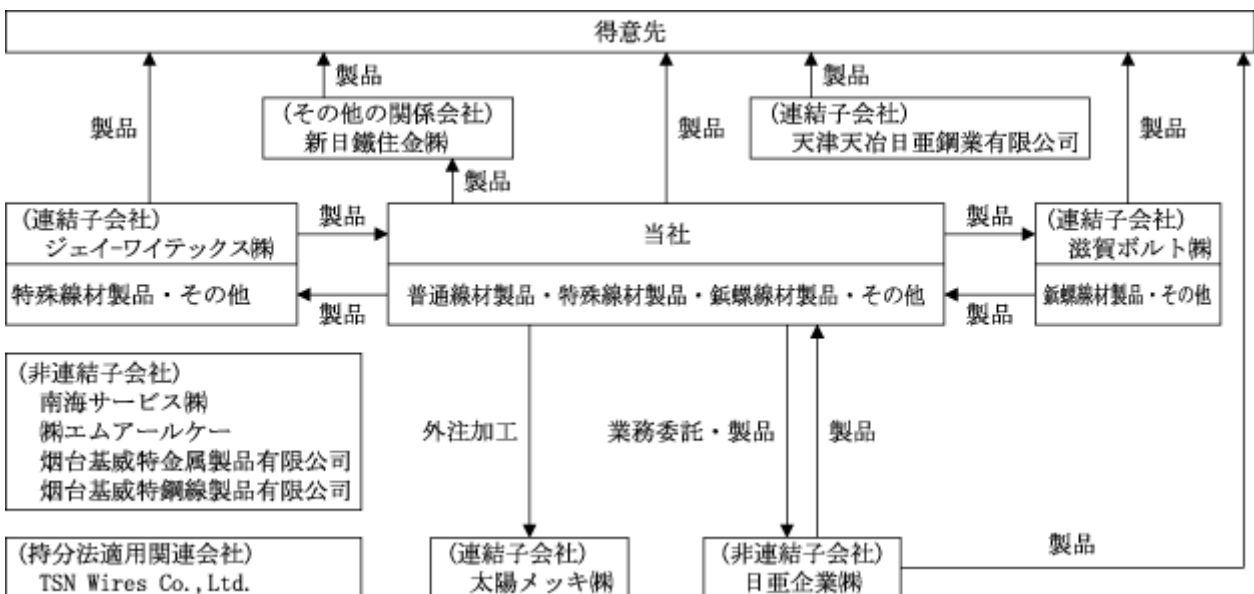 得意先
製品
製品
製品
製品
製品
(その他の関係会社)
新日鐵住金㈱
(連結子会社)
天津天冶日亜鋼業有限公司
製品
(連結子会社)
ジェイ-ワイテックス㈱
特殊線材製品・その他
製品
製品
当社
普通線材製品・特殊線材製品・鋲螺線材製品・その他
製品
製品
(連結子会社)
滋賀ボルト㈱
鋲螺線材製品・その他
(非連結子会社)
南海サービス㈱
㈱エムアールケー
烟台基威特金属製品有限公司
烟台基威特鋼線製品有限公司
外注加工
業務委託・製品
製品
(持分法適用関連会社)
TSN Wires Co.,Ltd.
(連結子会社)
太陽メッキ㈱
(非連結子会社)
日亜企業㈱
製品